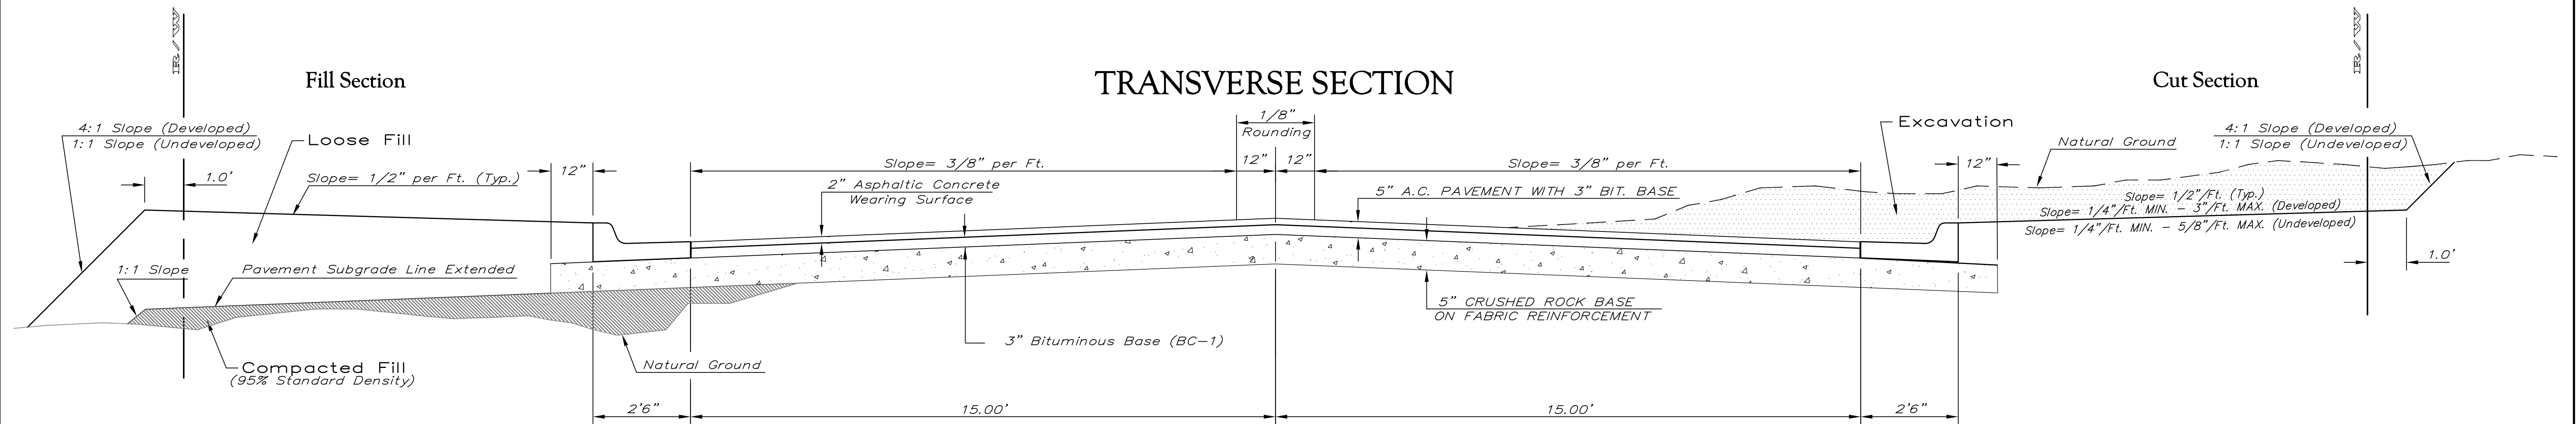 R/W
R/W
Fill Section
TRANSVERSE SECTION
Cut Section
4:1 Slope (Developed)
1:1 Slope (Undeveloped)
Loose Fill
1.0'
Slope= 1/2" per Ft. (Typ.)
12"
Slope= 3/8" per Ft.
1/8"
Rounding
12"
12"
Slope= 3/8" per Ft.
2" Asphaltic Concrete
Wearing Surface
5" A.C. PAVEMENT WITH 3" BIT. BASE
Excavation
12"
Natural Ground
4:1 Slope (Developed)
1:1 Slope (Undeveloped)
Slope= 1/2"/Ft. (Typ.)
Slope= 1/4"/Ft. MIN. - 3"/Ft. MAX. (Developed)
Slope= 1/4"/Ft. MIN. - 5/8"/Ft. MAX. (Undeveloped)
1.0'
1:1 Slope
Pavement Subgrade Line Extended
5" CRUSHED ROCK BASE
ON FABRIC REINFORCEMENT
3" Bituminous Base (BC-1)
Compacted Fill
(95% Standard Density)
Natural Ground
2'6"
15.00'
15.00'
2'6"